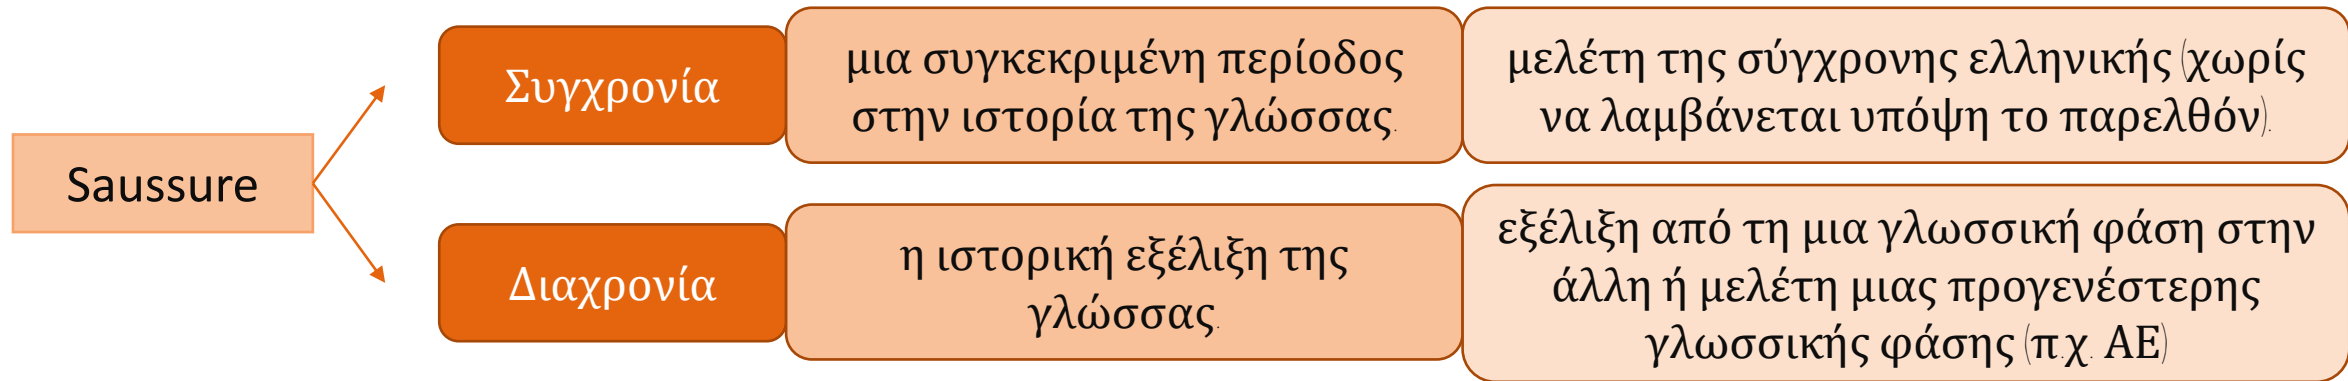 Saussure
Συγχρονία
μια συγκεκριμένη περίοδος
στην ιστορία της γλώσσας.
μελέτη της σύγχρονης ελληνικής (χωρίς
να λαμβάνεται υπόψη το παρελθόν).
Διαχρονία
η ιστορική εξέλιξη της
γλώσσας.
εξέλιξη από τη μια γλωσσική φάση στην
άλλη ή μελέτη μιας προγενέστερης
γλωσσικής φάσης (π.χ. ΑΕ)